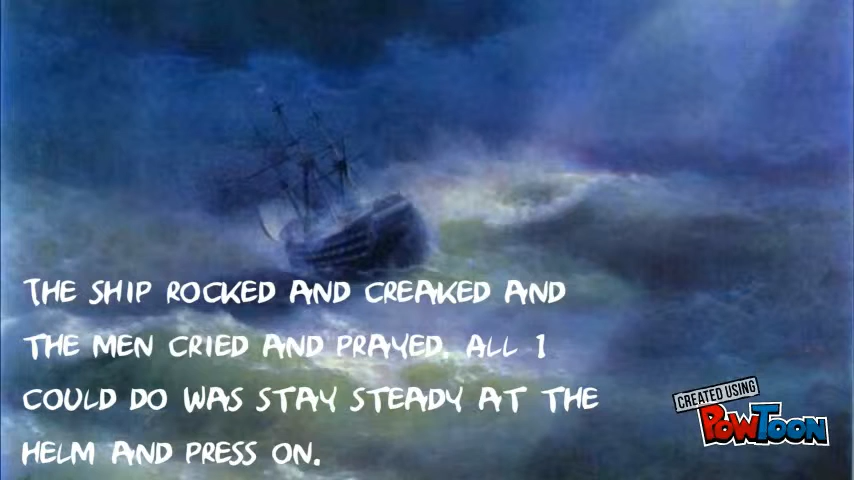 THE SHIP ROCKED AND CREAKED AND
THE MEN CRIED AND PRAYED. ALL I
COULD DO WAS STAY STEADY AT THE
HELM AND PRESS ON.
CREATED USING
POWTOON